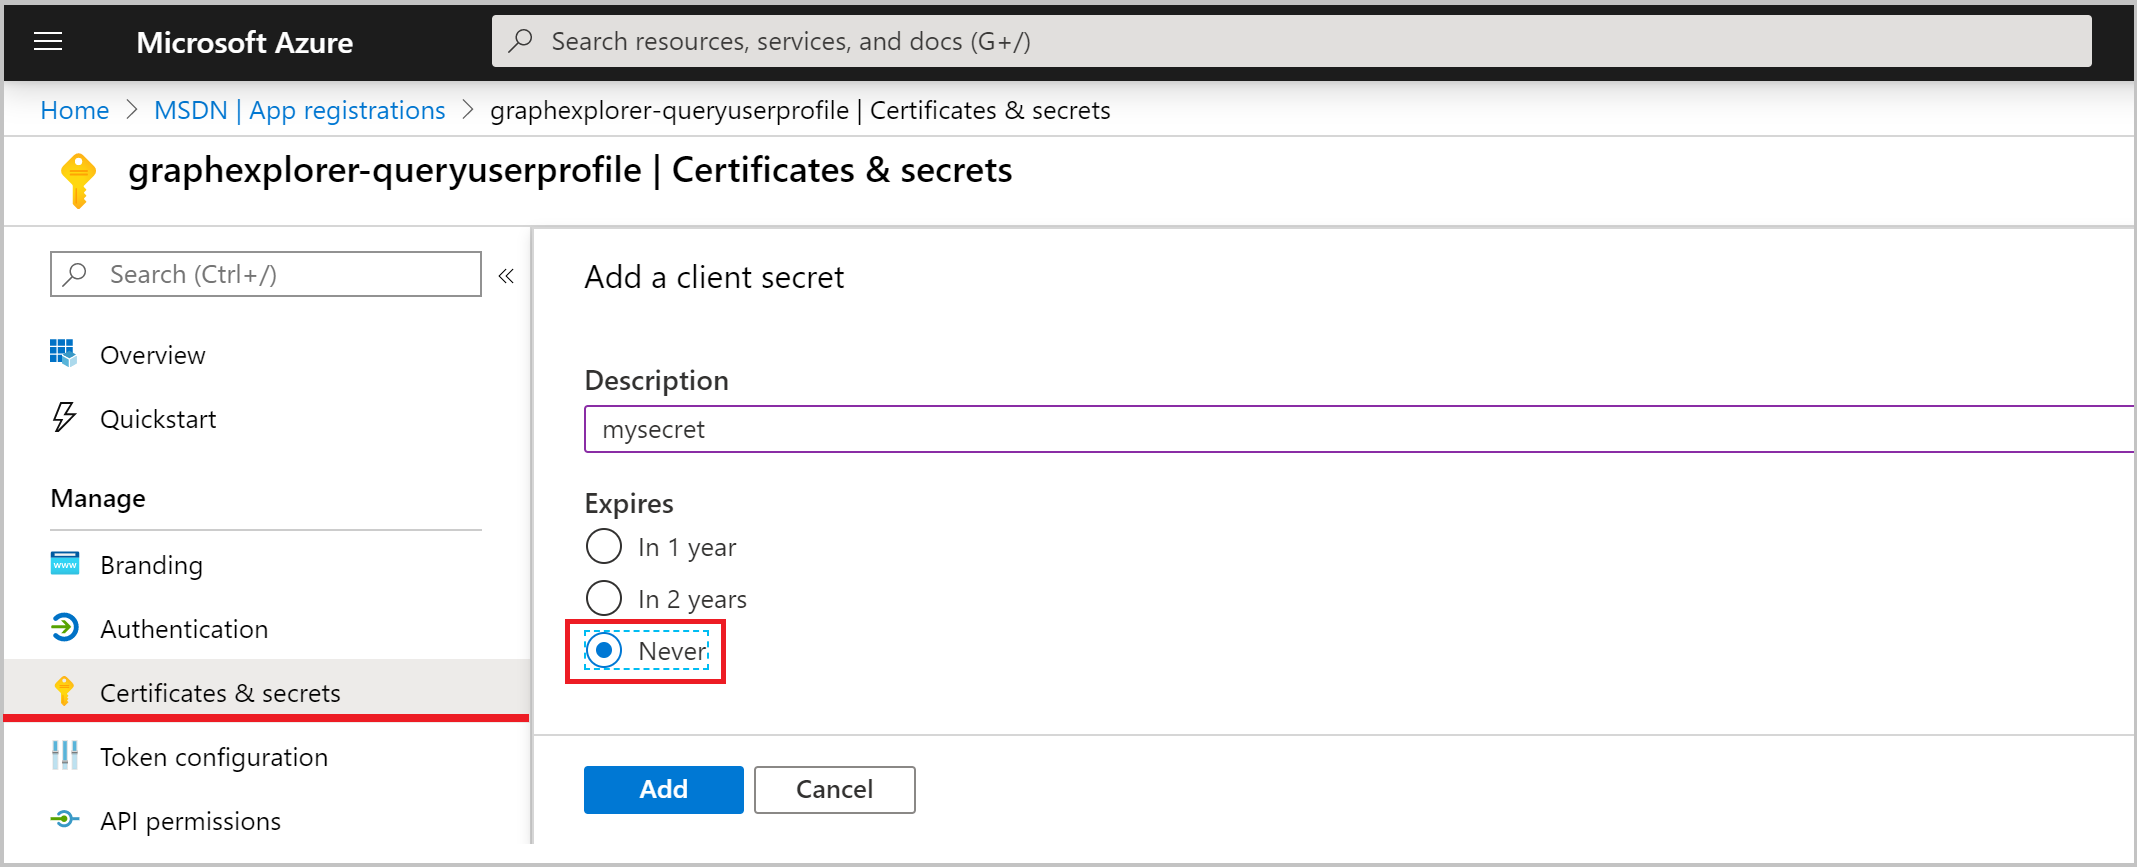 Microsoft Azure
Search resources, services, and docs (G+/)
Home > MSDN | App registrations > graphexplorer-queryuserprofile | Certificates & secrets
graphexplorer-queryuserprofile | Certificates & secrets
Search (Ctrl+/)
«
Overview
Quickstart
Manage
www
Branding
Authentication
Certificates & secrets
Token configuration
API permissions
Add a client secret
Description
mysecret
Expires
In 1 year
In 2 years
Never
Add
Cancel